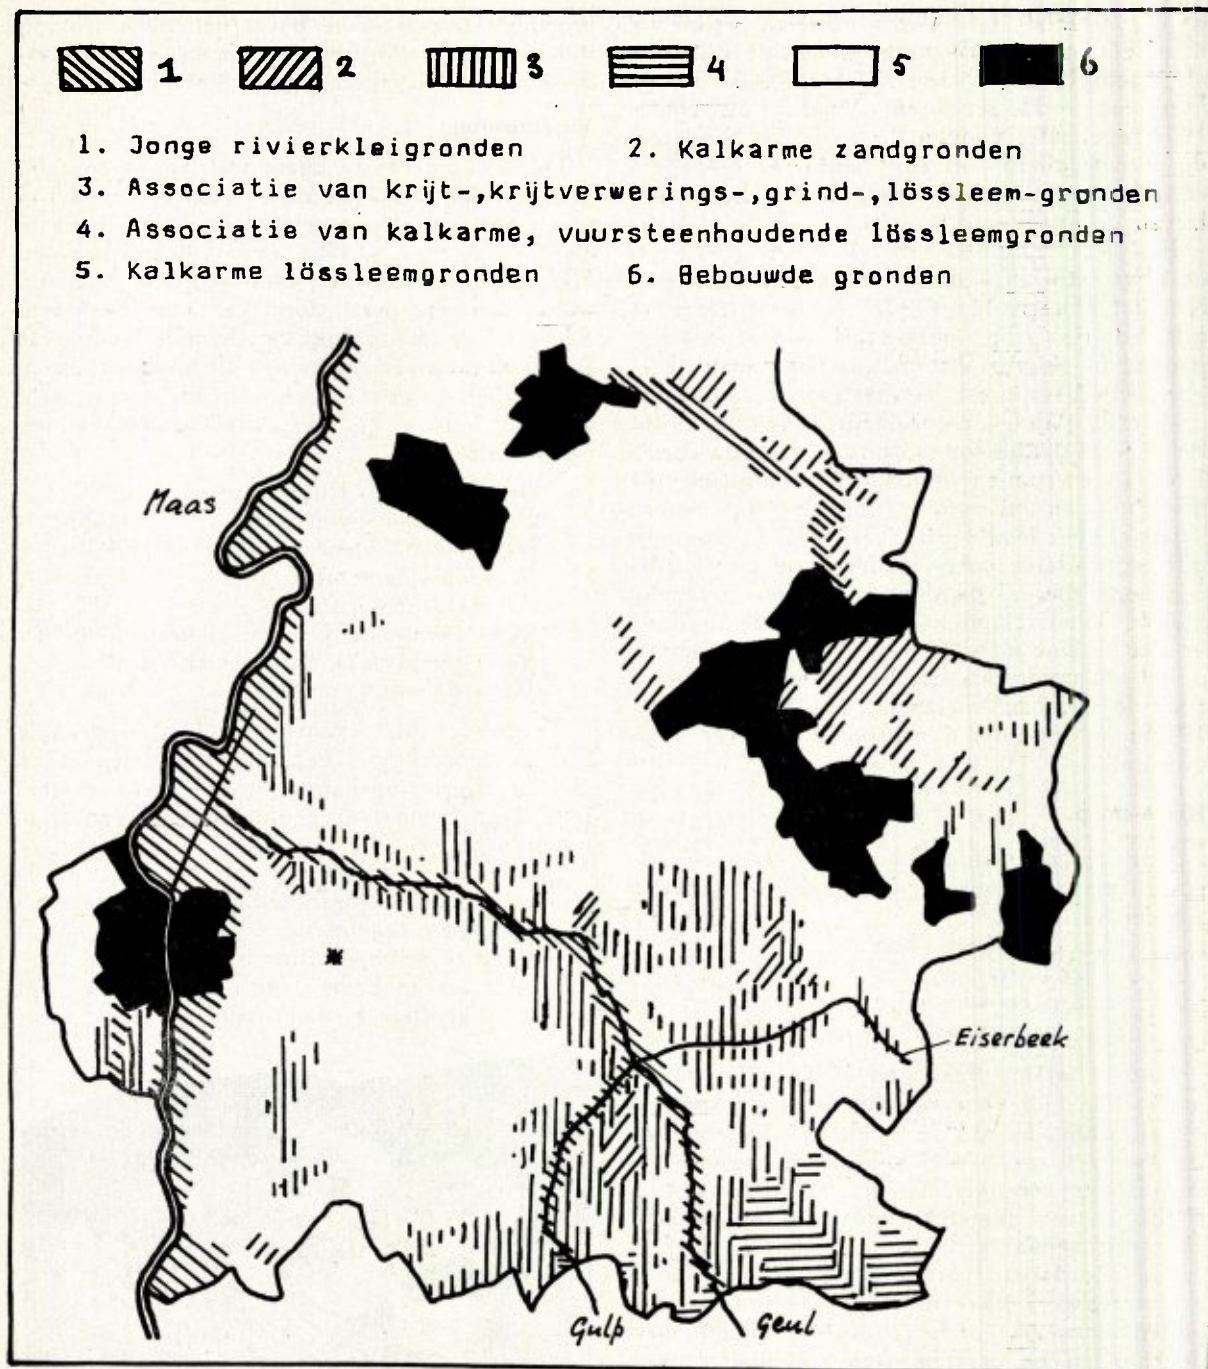 1 2 3 4 5 6
1. Jonge rivierkleigronden 2. Kalkarme zandgronden
3. Associatie van krijt-,krijtverwerings-,grind-,lössleem-gronden
4. Associatie van kalkarme, vuursteenhoudende lössleemgronden
5. Kalkarme lössleemgronden 6. Bebouwde gronden
Maas
Eiserbeek
Gulp Geul